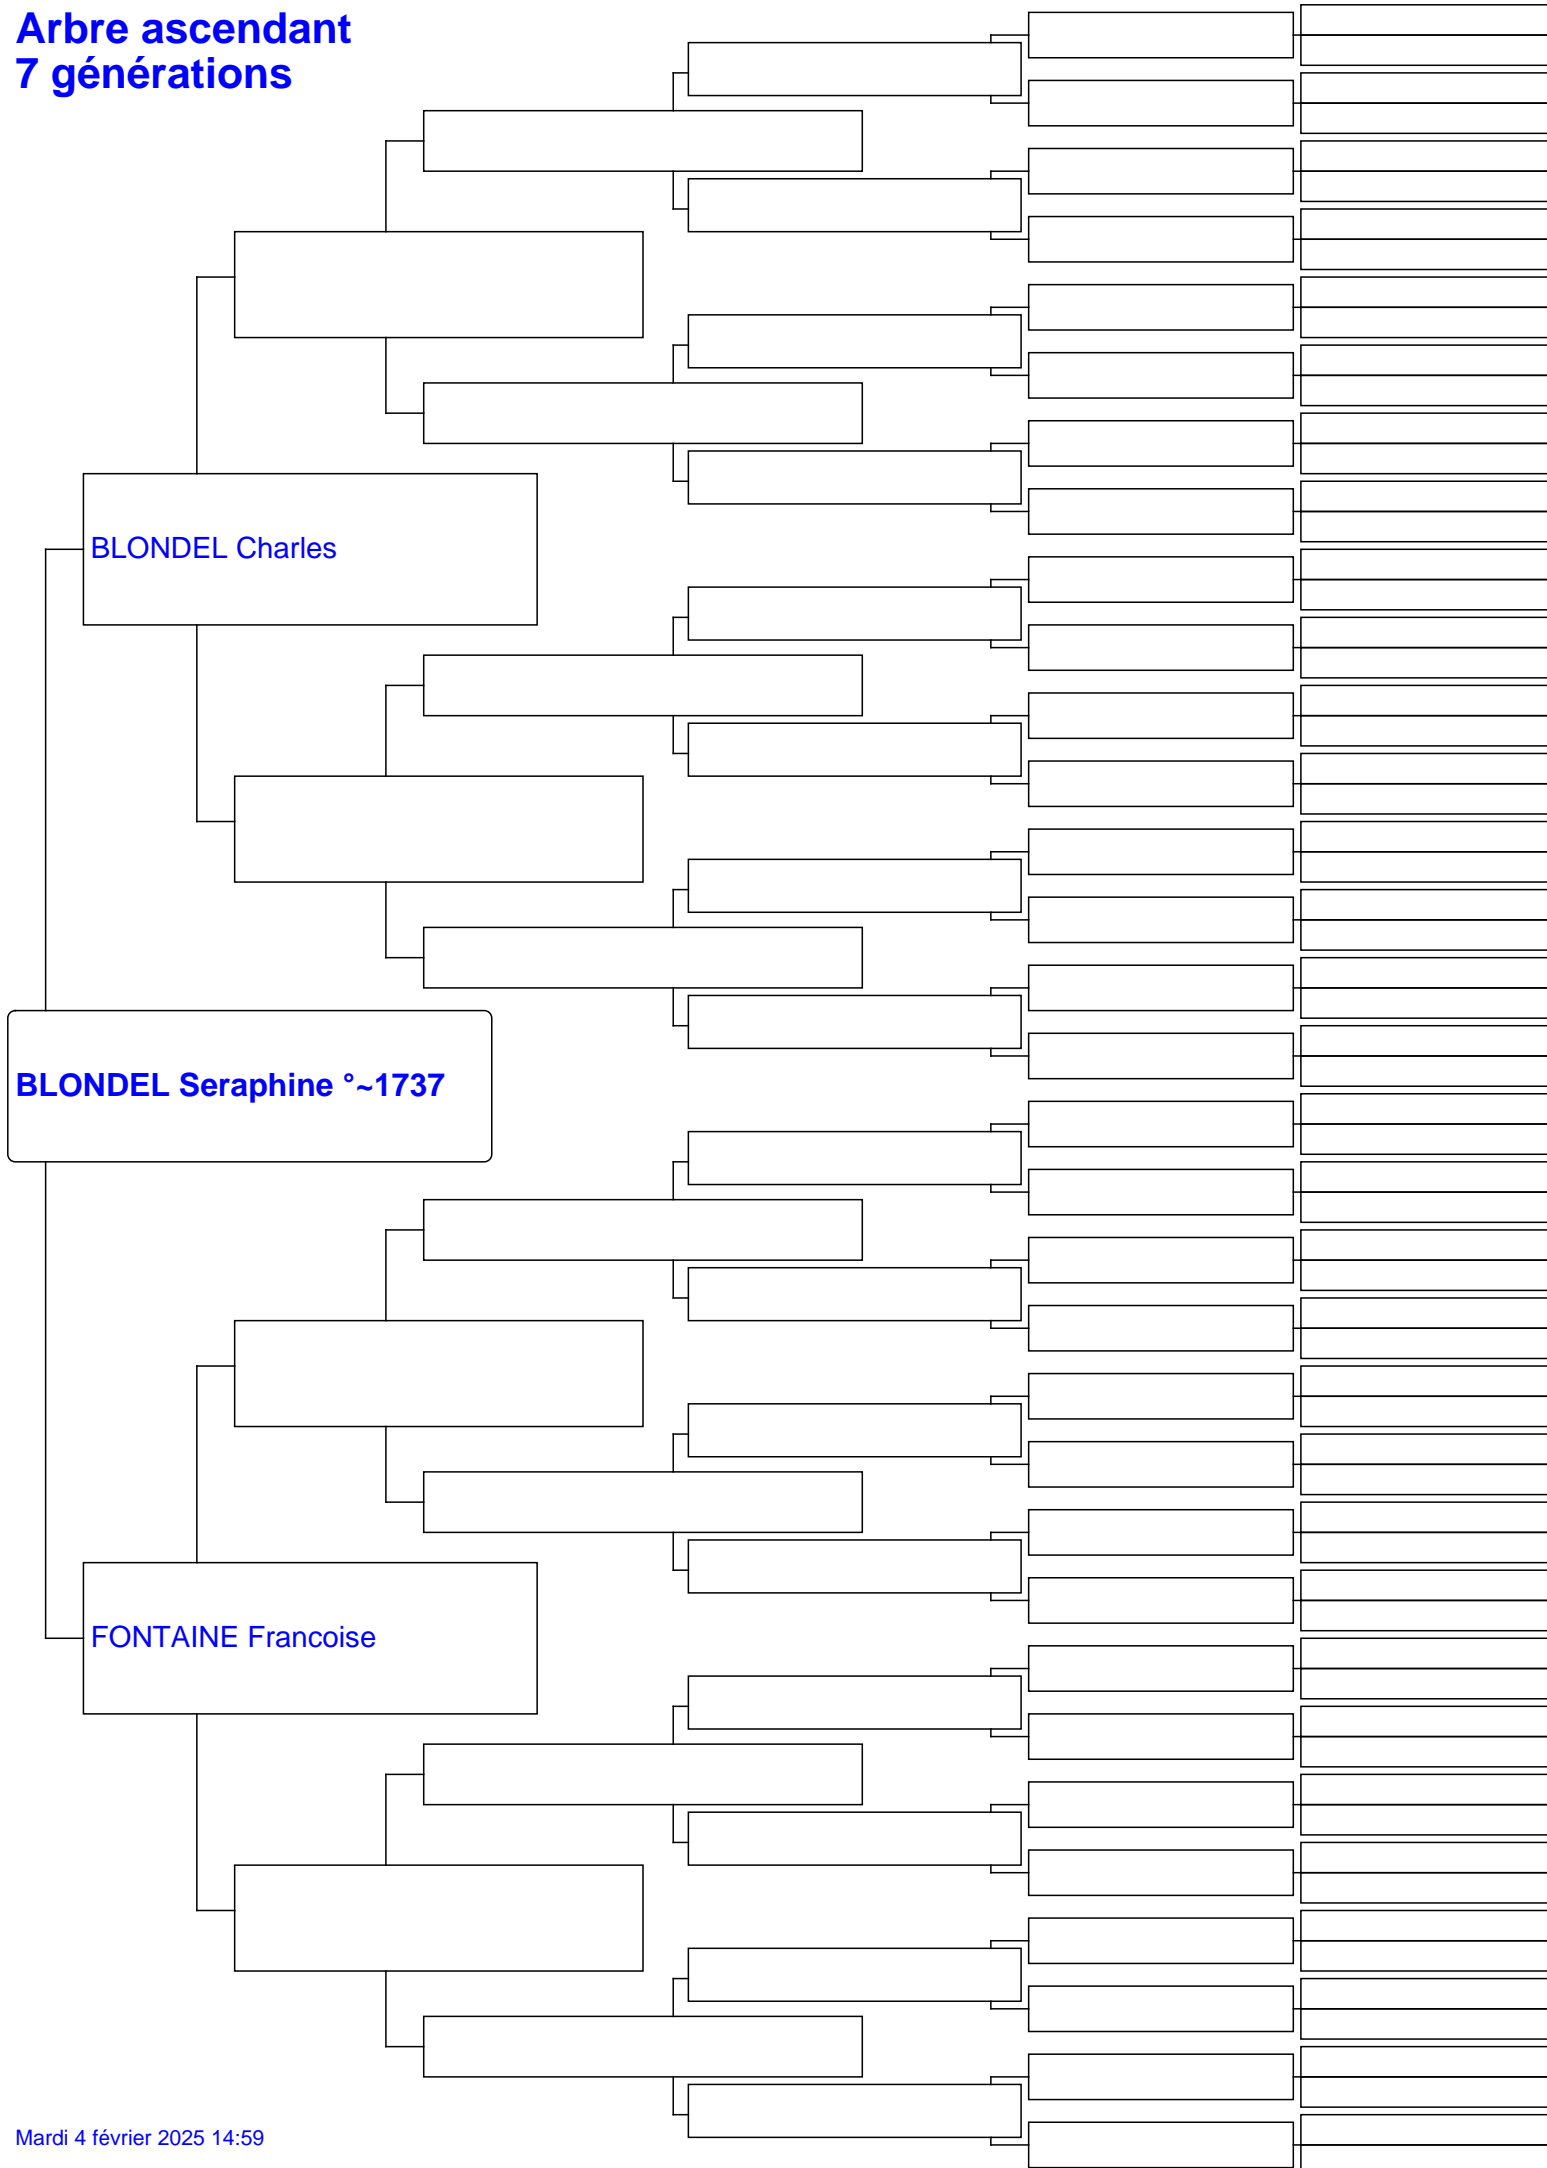 Arbre ascendant
7 générations
BLONDEL Charles
BLONDEL Seraphine °~1737
FONTAINE Francoise
Mardi 4 février 2025 14:59